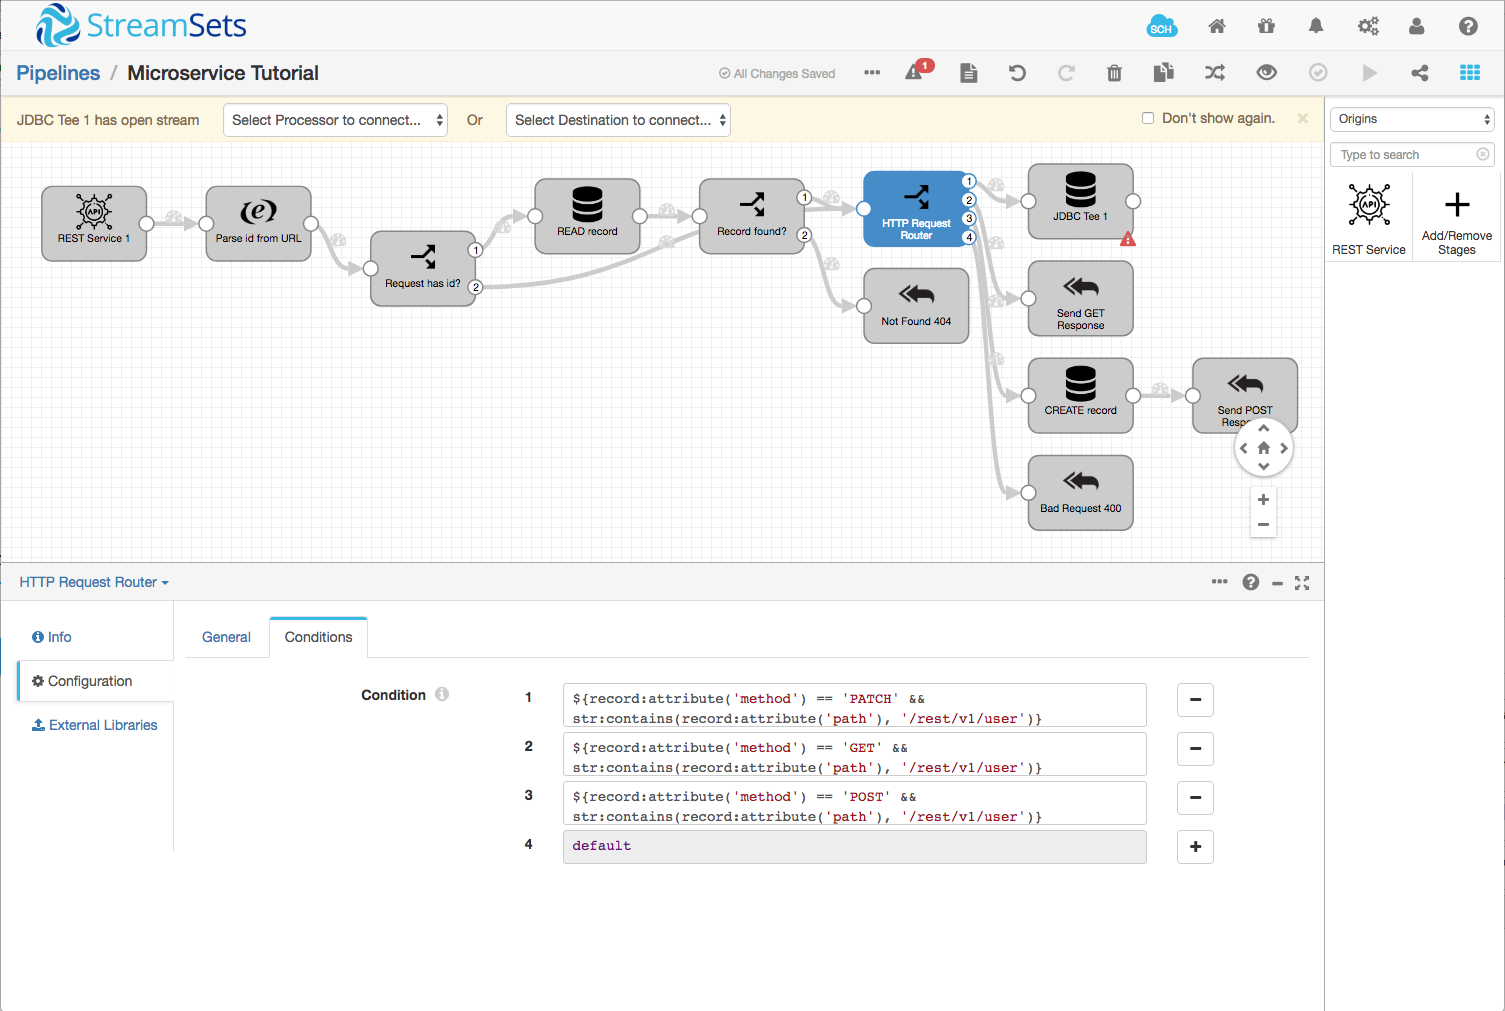 StreamSets
SCH
Pipelines / Microservice Tutorial
All Changes Saved
1
JDBC Tee 1 has open stream
Select Processor to connect...
Or
Select Destination to connect...
Don't show again.
Origins
Type to search
REST Service
Add/Remove
Stages
REST Service 1
Parse id from URL
Request has id?
1
2
READ record
Record found?
1
2
HTTP Request
Router
1
2
3
4
JDBC Tee 1
Not Found 404
Send GET
Response
CREATE record
Send POST
Bad Request 400
HTTP Request Router
Info
Configuration
External Libraries
General
Conditions
Condition
1
${record:attribute('method') == 'PATCH' &&
str:contains(record:attribute('path'), '/rest/v1/user')}
2
${record:attribute('method') == 'GET' &&
str:contains(record:attribute('path'), '/rest/v1/user')}
3
${record:attribute('method') == 'POST' &&
str:contains(record:attribute('path'), '/rest/v1/user')}
4
default